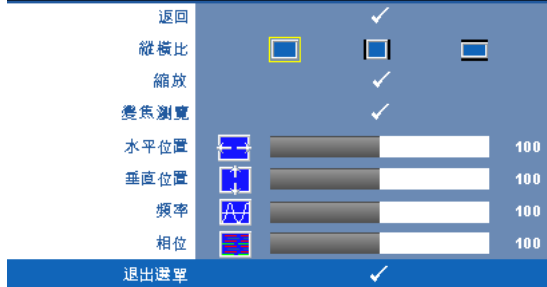 返回
縱橫比
縮放
變焦瀏覽
水平位置 100
垂直位置 100
頻率 100
相位 100
退出選單